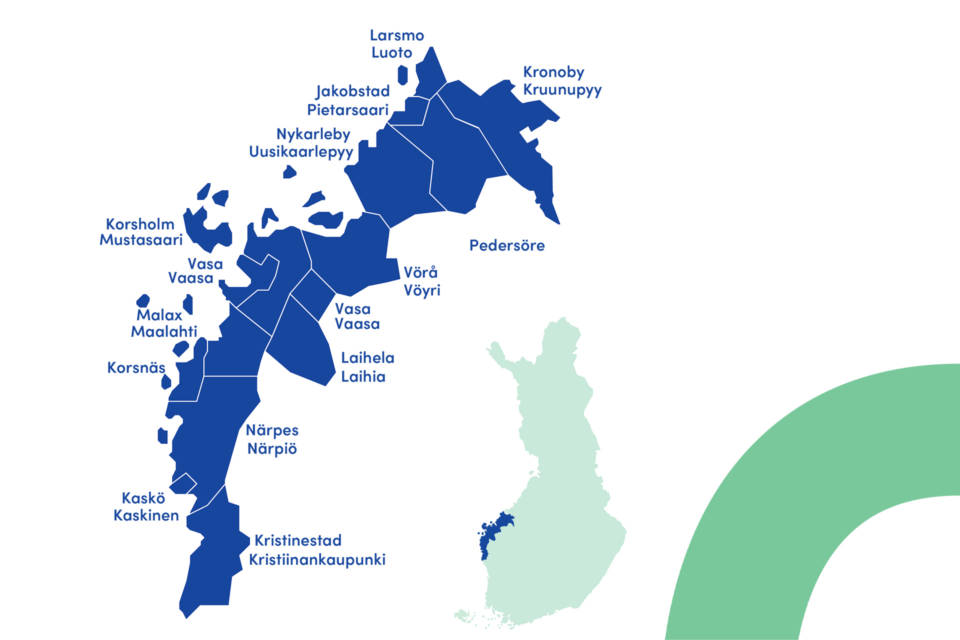 Larsmo
Luoto
Kronoby
Kruunupyy
Jakobstad
Pietarsaari
Nykarleby
Uusikaarlepyy
Korsholm
Mustasaari
Pedersöre
Vasa
Vaasa
Vörå
Vöyri
Malax
Maalahti
Vasa
Vaasa
Korsnäs
Laihela
Laihia
Närpes
Närpiö
Kaskö
Kaskinen
Kristinestad
Kristiinankaupunki